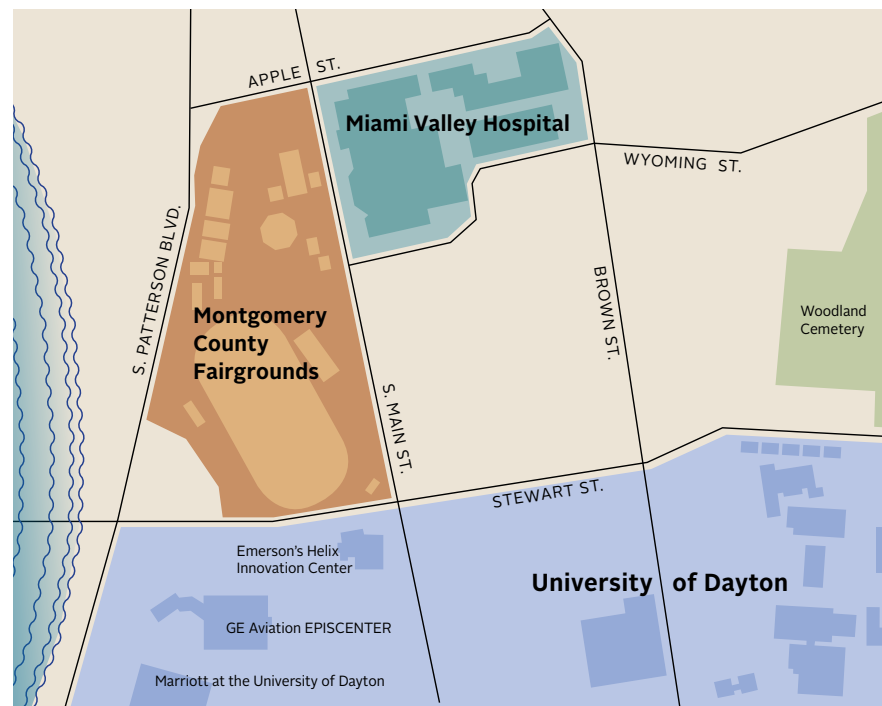 APPLE ST.
Miami Valley Hospital
WYOMING ST.
S. PATTERSON BLVD.
BROWN ST.
Woodland
Cemetery
Montgomery
County
Fairgrounds
S. MAIN ST.
STEWART ST.
Emerson's Helix
Innovation Center
University of Dayton
GE Aviation EPISCENTER
Marriott at the University of Dayton